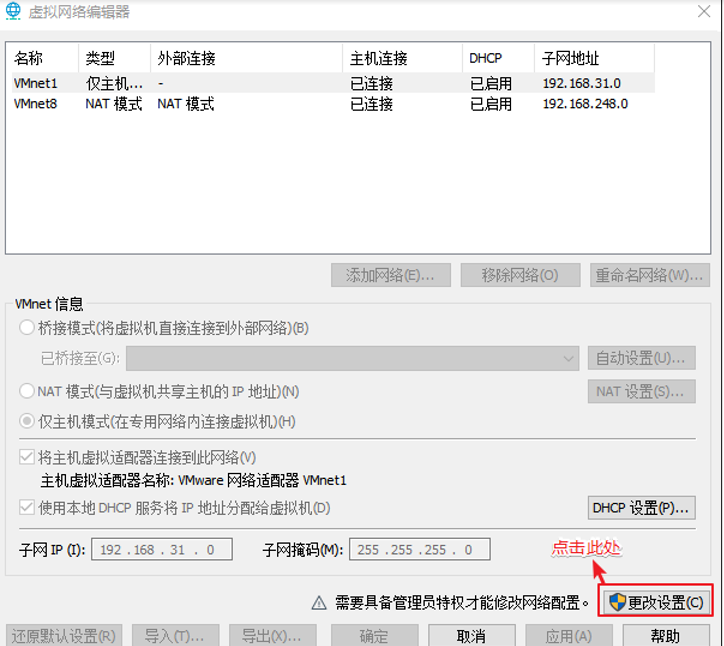 虚拟网络编辑器
名称 类型 外部连接 主机连接 DHCP 子网地址
VMnet1 仅主机... - 已连接 已启用 192.168.31.0
VMnet8 NAT 模式 NAT 模式 已连接 已启用 192.168.248.0
添加网络(E)... 移除网络(O) 重命名网络(W)...
VMnet 信息
桥接模式(将虚拟机直接连接到外部网络)(B)
已桥接至(G): 自动设置(U)...
NAT 模式(与虚拟机共享主机的 IP 地址)(N) NAT 设置(S)...
仅主机模式(在专用网络内连接虚拟机)(H)
将主机虚拟适配器连接到此网络(V)
主机虚拟适配器名称: VMware 网络适配器 VMnet1
使用本地 DHCP 服务将 IP 地址分配给虚拟机(D) DHCP 设置(P)...
子网 IP (I): 192 . 168 . 31 . 0 子网掩码(M): 255 . 255 . 255 . 0
点击此处
需要具备管理员特权才能修改网络配置。 更改设置(C)
还原默认设置(R) 导入(T)... 导出(X)... 确定 取消 应用(A) 帮助